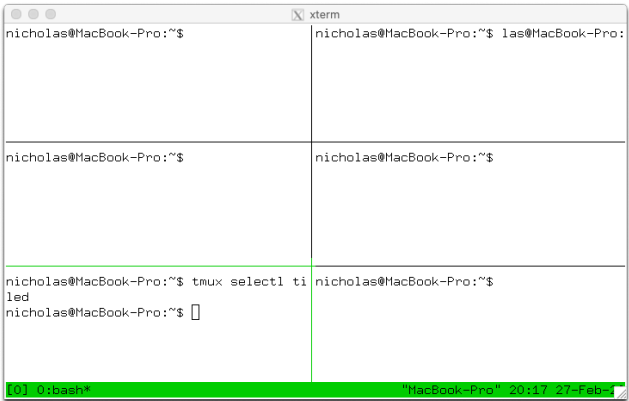 xterm
nicholas@MacBook-Pro:~$
nicholas@MacBook-Pro:~$ las@MacBook-Pro:
nicholas@MacBook-Pro:~$
nicholas@MacBook-Pro:~$
nicholas@MacBook-Pro:~$ tmux selectl ti
led
nicholas@MacBook-Pro:~$
nicholas@MacBook-Pro:~$
[0] 0:bash*
"MacBook-Pro" 20:17 27-Feb-